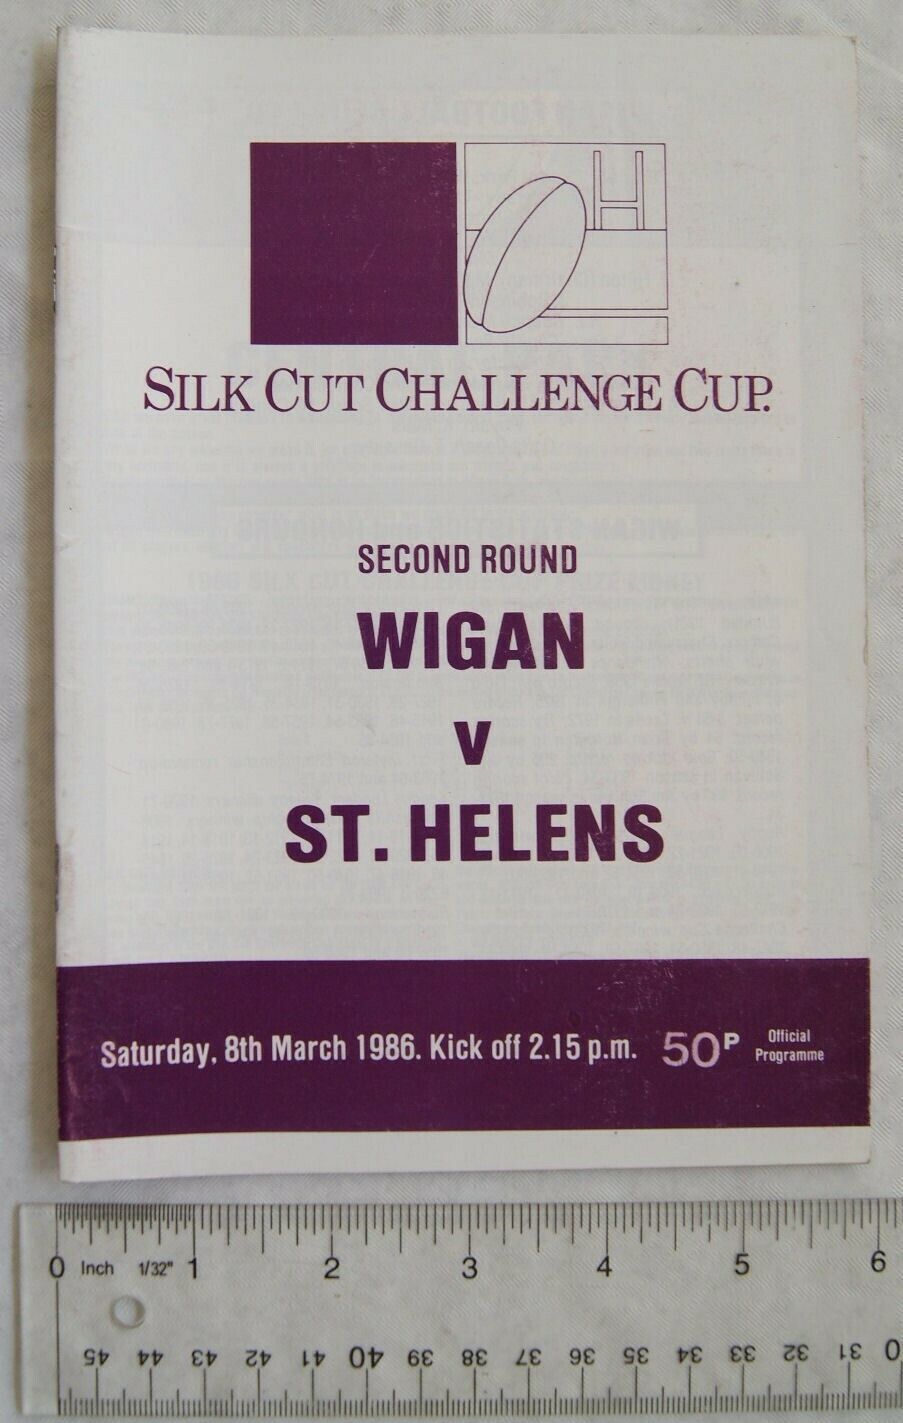 SILK CUT CHALLENGE CUP.
SECOND ROUND
WIGAN
V
ST. HELENS
Saturday, 8th March 1986. Kick off 2.15 p.m. 50P Official
Programme
0 Inch 1/32" 1 2 3 4 5 6
45 44 43 42 41 40 39 38 37 36 35 34 33 32 31